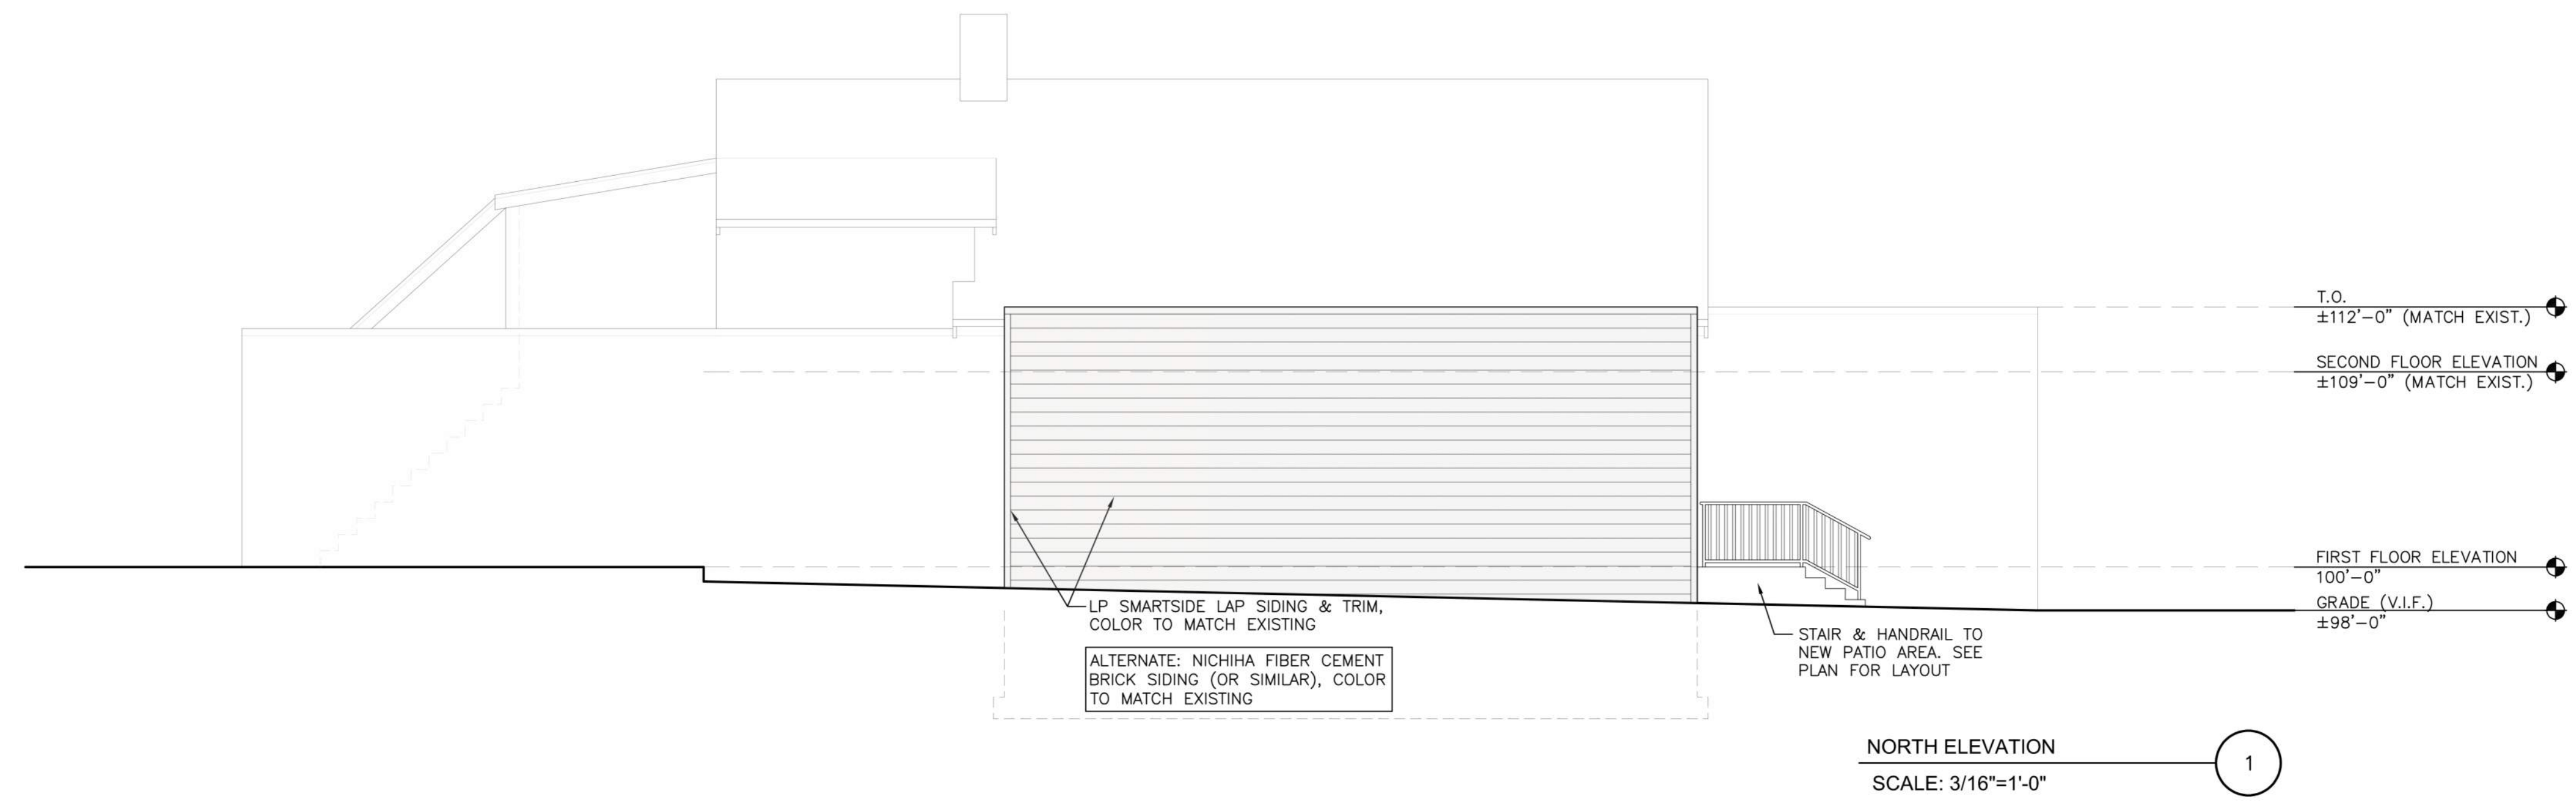 T.O.
±112'-0" (MATCH EXIST.)
SECOND FLOOR ELEVATION
±109'-0" (MATCH EXIST.)
FIRST FLOOR ELEVATION
100'-0"
GRADE (V.I.F.)
±98'-0"
LP SMARTSIDE LAP SIDING & TRIM,
COLOR TO MATCH EXISTING
ALTERNATE: NICHIHA FIBER CEMENT
BRICK SIDING (OR SIMILAR), COLOR
TO MATCH EXISTING
STAIR & HANDRAIL TO
NEW PATIO AREA. SEE
PLAN FOR LAYOUT
NORTH ELEVATION
1
SCALE: 3/16"=1'-0"